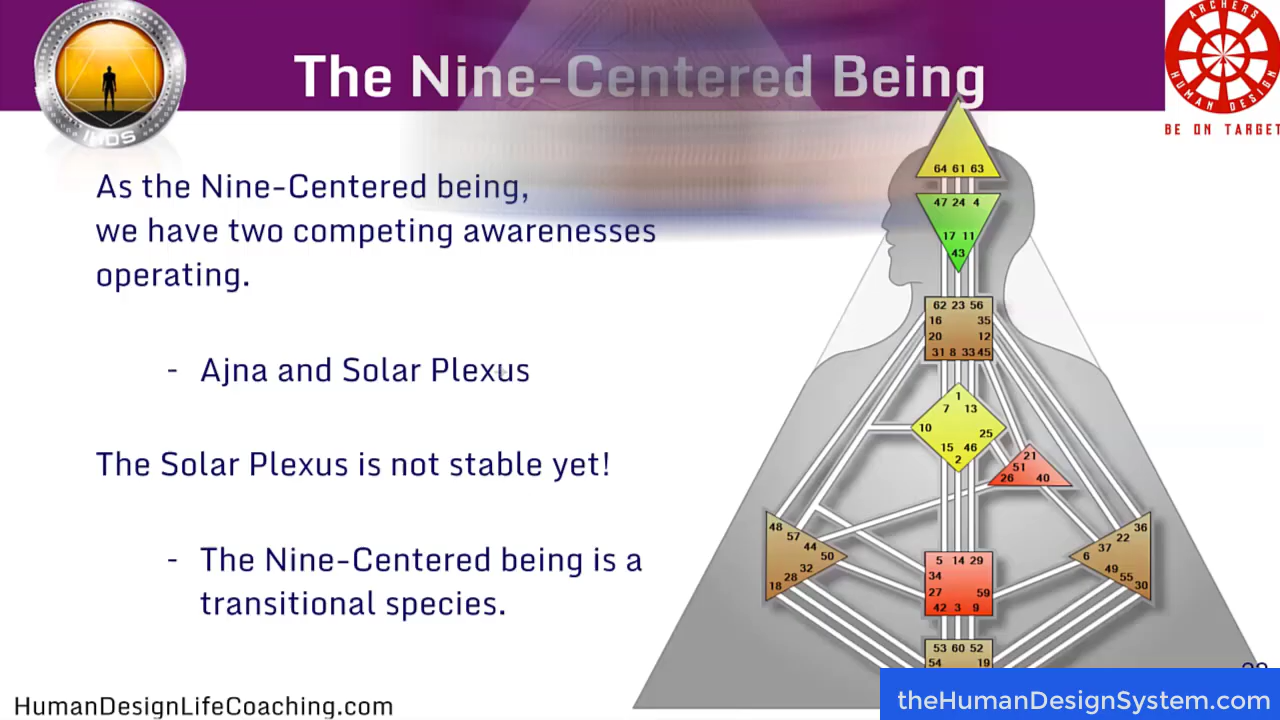 The Nine-Centered Being
IHDS
ARCHERS
HUMAN DESIGN
BE ON TARGET
As the Nine-Centered being,
we have two competing awarenesses
operating.
- Ajna and Solar Plexus
The Solar Plexus is not stable yet!
- The Nine-Centered being is a
transitional species.
64 61 63
47 24 4
17 11
43
62 23 56
16 35
20 12
31 8 33 45
1
7 13
10 25
15 46
2
21
51
26 40
48
57
44
50
32
28
18
36
22
37
6
49
55
30
5 14 29
34
27 59
42 3 9
53 60 52
54 19
HumanDesignLifeCoaching.com
theHumanDesignSystem.com